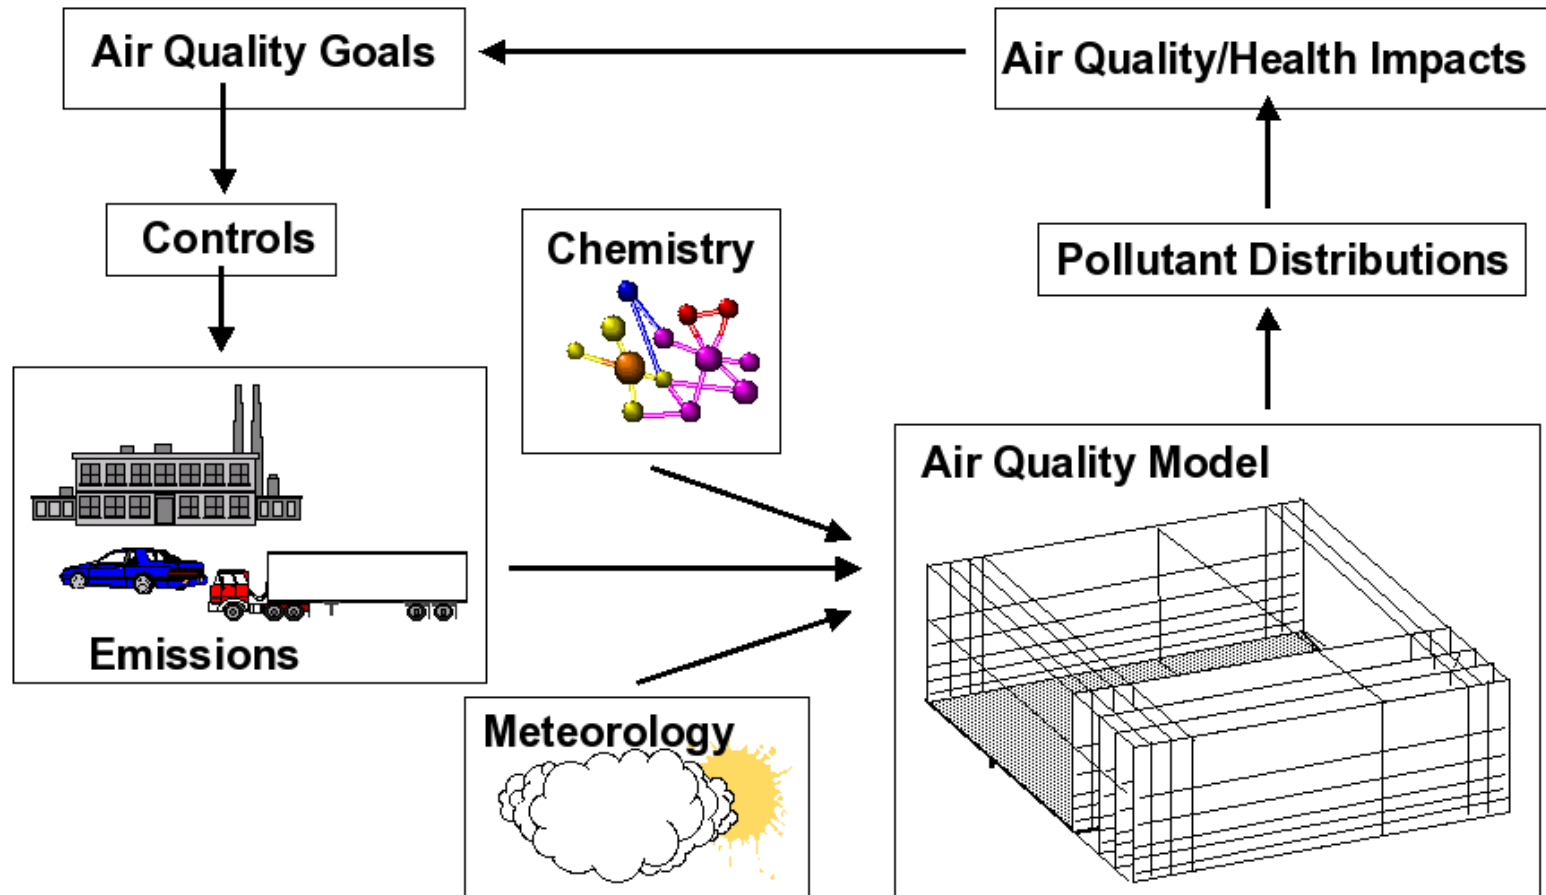 Air Quality Goals
Air Quality/Health Impacts
Controls
Chemistry
Pollutant Distributions
Air Quality Model
Emissions
Meteorology